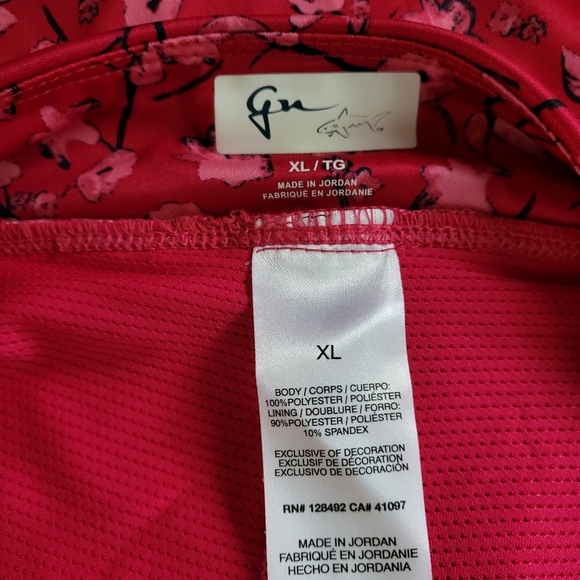 gn
XL / TG
MADE IN JORDAN
FABRIQUÉ EN JORDANIE
XL
BODY / CORPS / CUERPO:
100%POLYESTER / POLIÉSTER
LINING / DOUBLURE / FORRO:
90%POLYESTER / POLIÉSTER
10% SPANDEX
EXCLUSIVE OF DECORATION
EXCLUSIF DE DÉCORATION
EXCLUSIVO DE DECORACIÓN
RN# 128492 CA# 41097
MADE IN JORDAN
FABRIQUÉ EN JORDANIE
HECHO EN JORDANIA